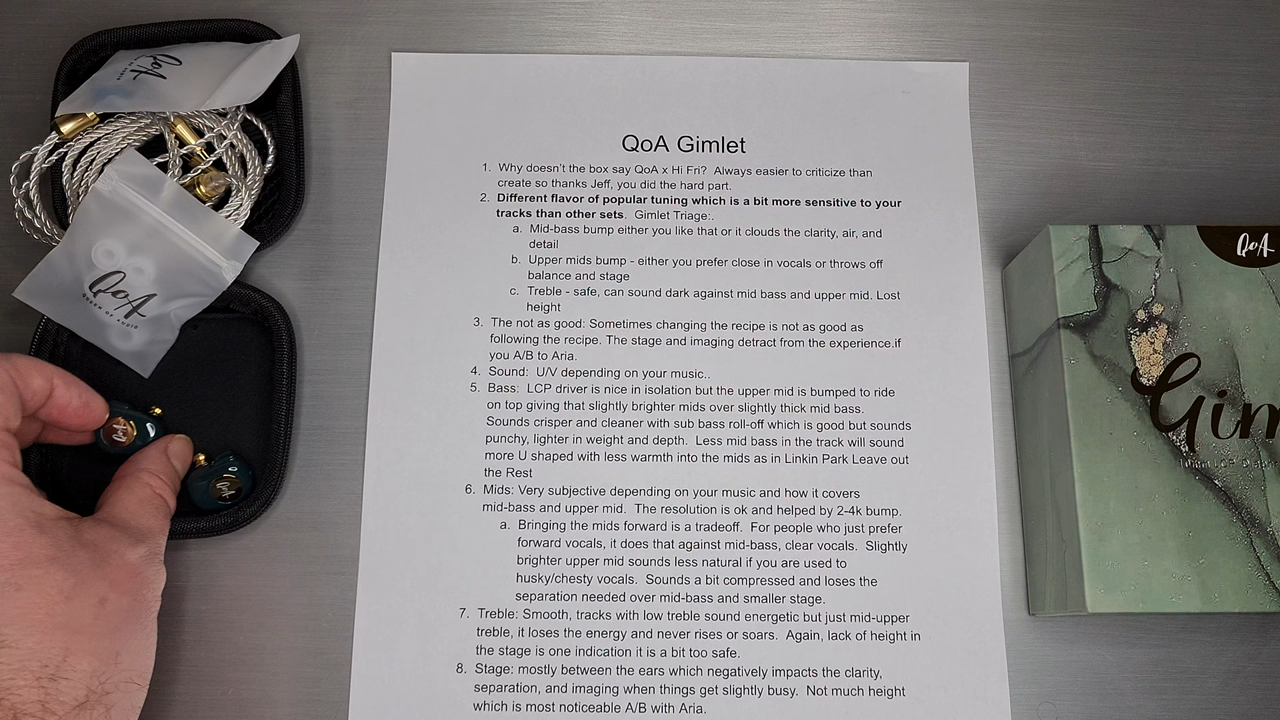 QoA
QoA
QUEEN OF AUDIO
QoA
QoA
QoA Gimlet
1. Why doesn't the box say QoA x Hi Fri? Always easier to criticize than
create so thanks Jeff, you did the hard part.
2. Different flavor of popular tuning which is a bit more sensitive to your
tracks than other sets. Gimlet Triage:.
a. Mid-bass bump either you like that or it clouds the clarity, air, and
detail
b. Upper mids bump - either you prefer close in vocals or throws off
balance and stage
c. Treble - safe, can sound dark against mid bass and upper mid. Lost
height
3. The not as good: Sometimes changing the recipe is not as good as
following the recipe. The stage and imaging detract from the experience.if
you A/B to Aria.
4. Sound: U/V depending on your music..
5. Bass: LCP driver is nice in isolation but the upper mid is bumped to ride
on top giving that slightly brighter mids over slightly thick mid bass.
Sounds crisper and cleaner with sub bass roll-off which is good but sounds
punchy, lighter in weight and depth. Less mid bass in the track will sound
more U shaped with less warmth into the mids as in Linkin Park Leave out
the Rest
6. Mids: Very subjective depending on your music and how it covers
mid-bass and upper mid. The resolution is ok and helped by 2-4k bump.
a. Bringing the mids forward is a tradeoff. For people who just prefer
forward vocals, it does that against mid-bass, clear vocals. Slightly
brighter upper mid sounds less natural if you are used to
husky/chesty vocals. Sounds a bit compressed and loses the
separation needed over mid-bass and smaller stage.
7. Treble: Smooth, tracks with low treble sound energetic but just mid-upper
treble, it loses the energy and never rises or soars. Again, lack of height in
the stage is one indication it is a bit too safe.
8. Stage: mostly between the ears which negatively impacts the clarity,
separation, and imaging when things get slightly busy. Not much height
which is most noticeable A/B with Aria.
QoA
Gim